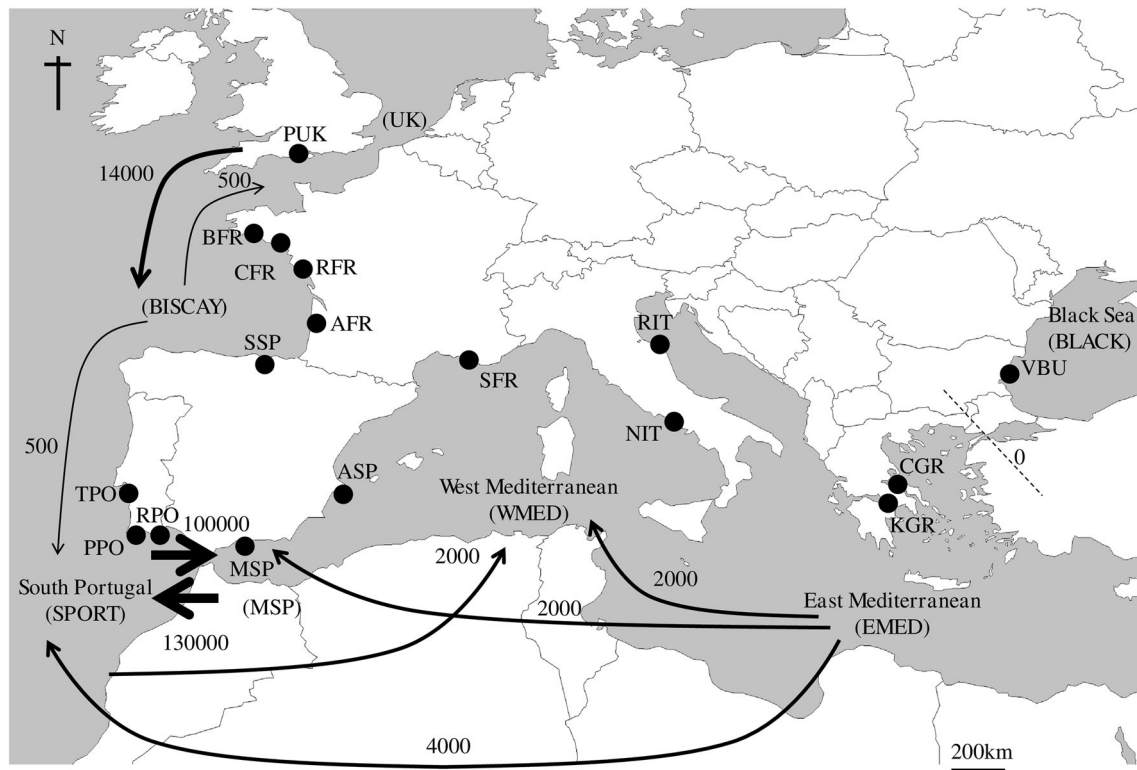 N
(UK)
PUK
14000
500
BFR
CFR
RFR
(BISCAY)
AFR
SSP
SFR
RIT
NIT
Black Sea
(BLACK)
VBU
0
500
TPO
RPO
PPO
100000
ASP
MSP
West Mediterranean
(WMED)
CGR
KGR
South Portugal
(SPORT)
(MSP)
130000
2000
2000
2000
East Mediterranean
(EMED)
4000
200km